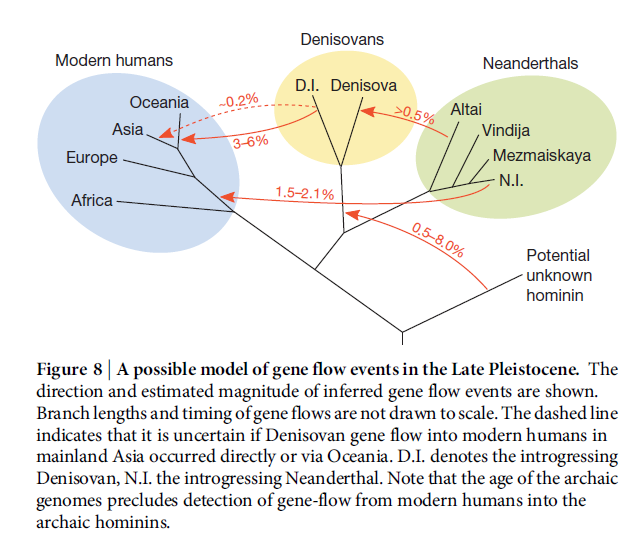 Denisovans
Modern humans
Neanderthals
D.I. Denisova
Oceania
~0.2%
>0.5%
Altai
Asia
Vindija
3–6%
Europe
Mezmaiskaya
N.I.
1.5–2.1%
Africa
0.5–8.0%
Potential
unknown
hominin
Figure 8 | A possible model of gene flow events in the Late Pleistocene. The
direction and estimated magnitude of inferred gene flow events are shown.
Branch lengths and timing of gene flows are not drawn to scale. The dashed line
indicates that it is uncertain if Denisovan gene flow into modern humans in
mainland Asia occurred directly or via Oceania. D.I. denotes the introgressing
Denisovan, N.I. the introgressing Neanderthal. Note that the age of the archaic
genomes precludes detection of gene-flow from modern humans into the
archaic hominins.